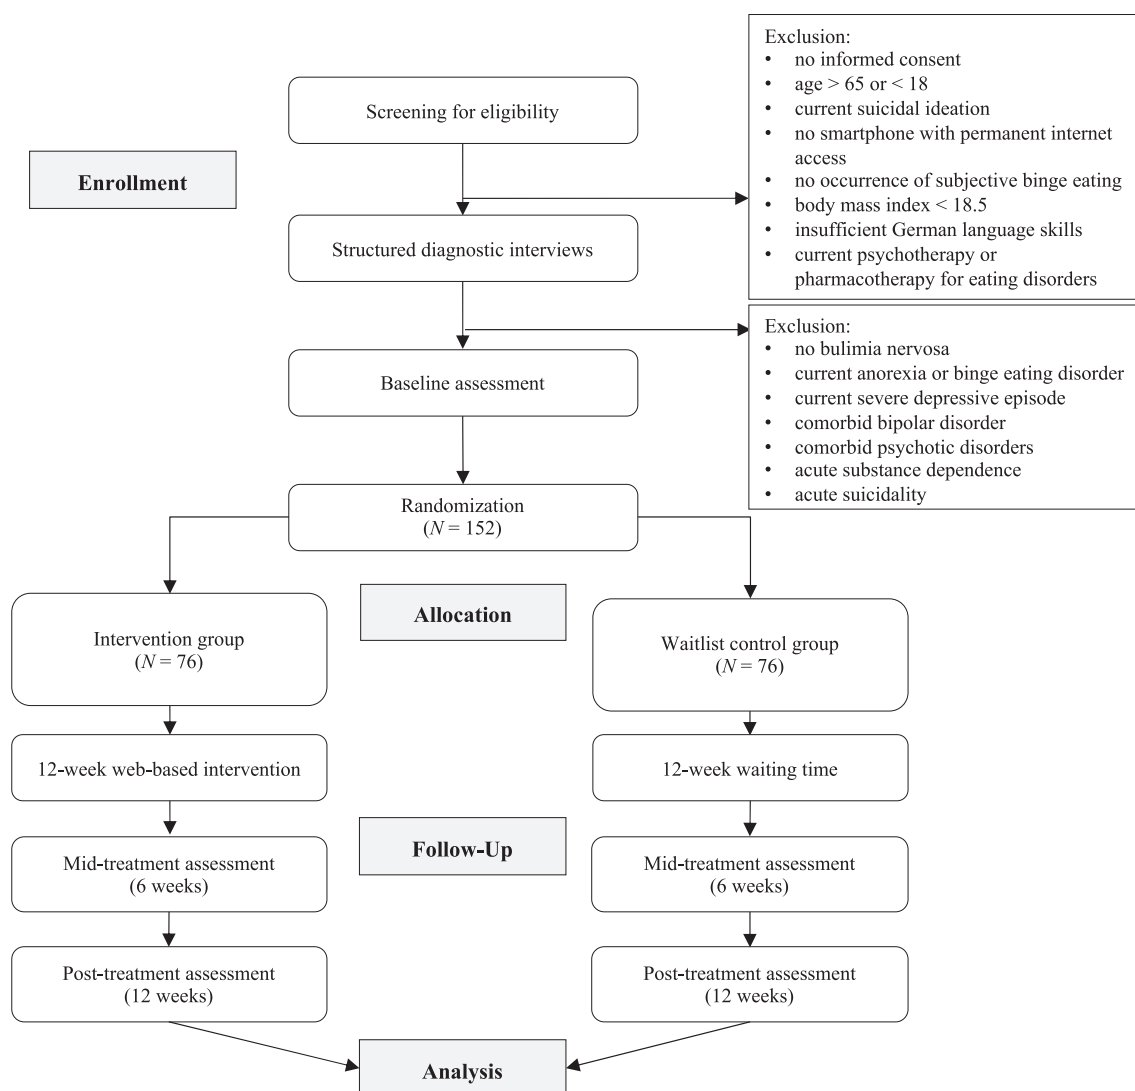 Screening for eligibility
Exclusion:
• no informed consent
• age > 65 or < 18
• current suicidal ideation
• no smartphone with permanent internet
access
• no occurrence of subjective binge eating
• body mass index < 18.5
• insufficient German language skills
• current psychotherapy or
pharmacotherapy for eating disorders
Enrollment
Structured diagnostic interviews
Exclusion:
• no bulimia nervosa
• current anorexia or binge eating disorder
• current severe depressive episode
• comorbid bipolar disorder
• comorbid psychotic disorders
• acute substance dependence
• acute suicidality
Baseline assessment
Randomization
(N = 152)
Allocation
Intervention group
(N = 76)
Waitlist control group
(N = 76)
12-week web-based intervention
12-week waiting time
Follow-Up
Mid-treatment assessment
(6 weeks)
Mid-treatment assessment
(6 weeks)
Post-treatment assessment
(12 weeks)
Post-treatment assessment
(12 weeks)
Analysis